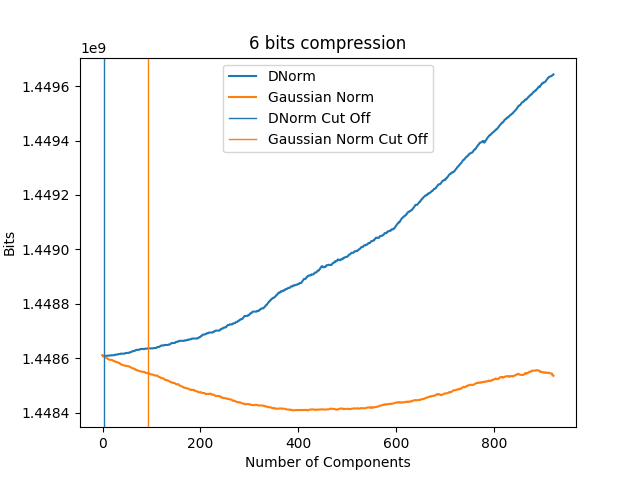 6 bits compression
1e9
DNorm
Gaussian Norm
DNorm Cut Off
Gaussian Norm Cut Off
1.4496
1.4494
1.4492
1.4490
1.4488
1.4486
1.4484
Bits
0 200 400 600 800
Number of Components